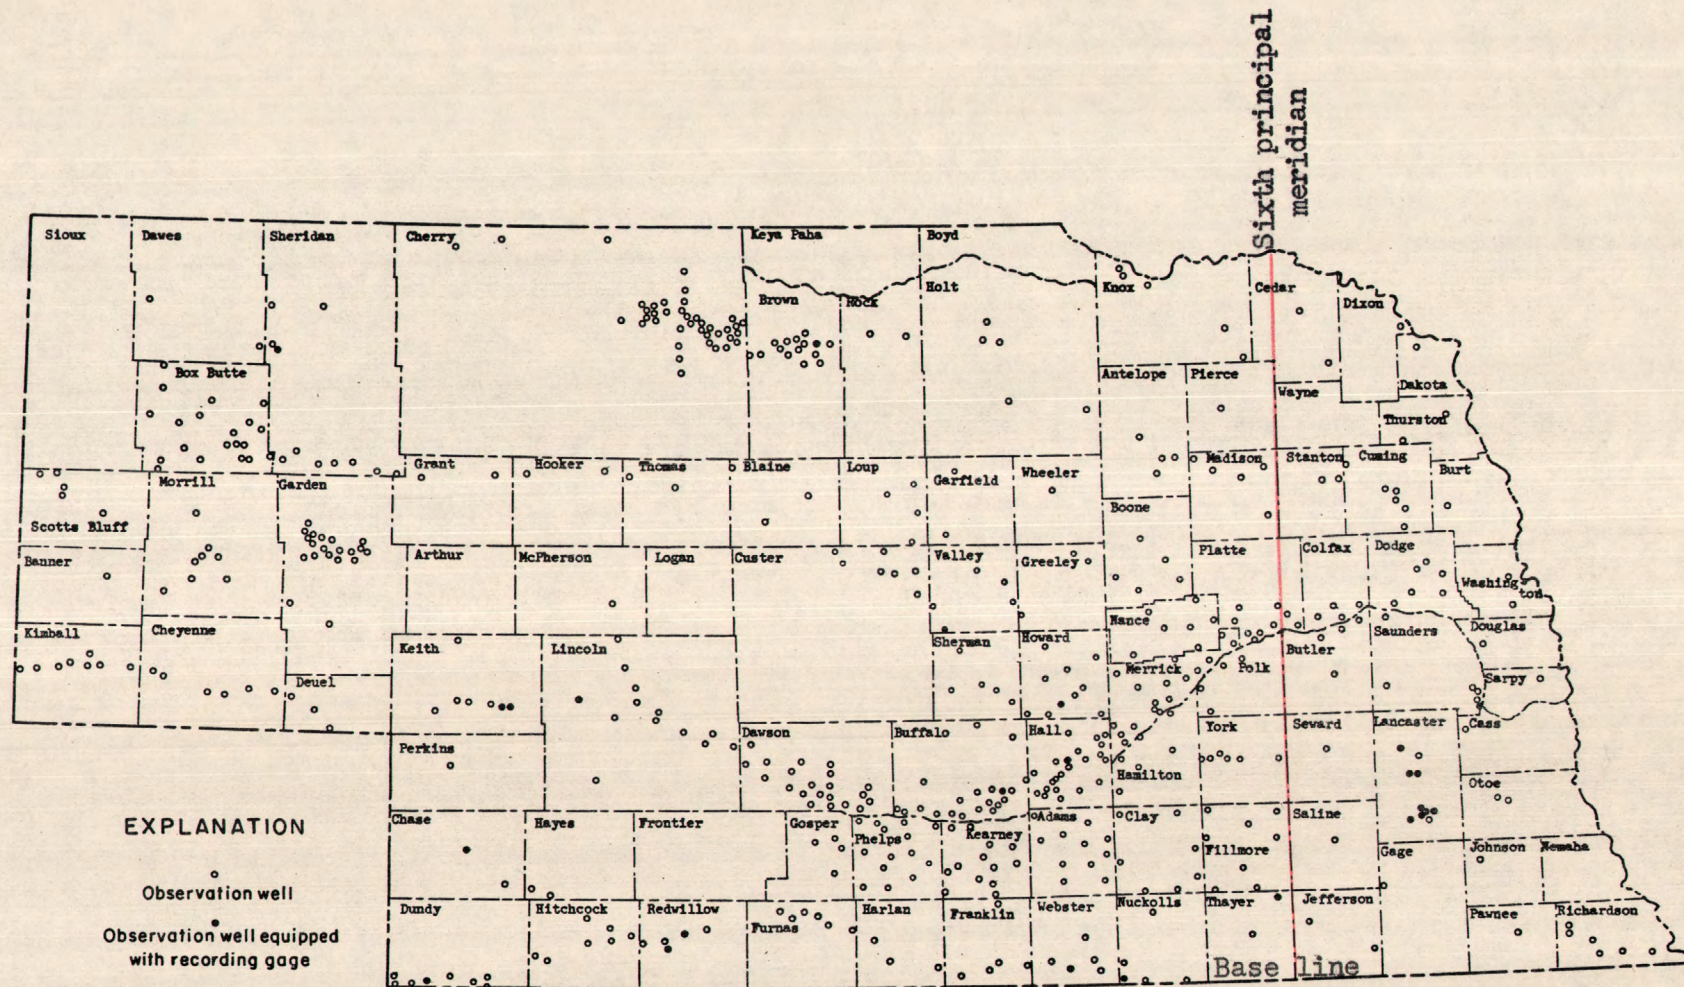 Sixth principal
meridian
Sioux
Dawes
Sheridan
Cherry
Keya Paha
Boyd
Brown
Rock
Holt
Knox
Cedar
Dixon
Box Butte
Antelope
Pierce
Wayne
Dakota
Thurston
Grant
Hooker
Thomas
Blaine
Loup
Garfield
Wheeler
Madison
Stanton
Cuming
Burt
Morrill
Garden
Scotts Bluff
Boone
Banner
Arthur
McPherson
Logan
Custer
Valley
Greeley
Platte
Colfax
Dodge
Washing-
ton
Kimball
Cheyenne
Nance
Saunders
Douglas
Keith
Lincoln
Sherman
Howard
Merrick
Polk
Butler
Sarpy
Deuel
Perkins
Dawson
Buffalo
Hall
Hamilton
York
Seward
Lancaster
Cass
Otoe
Chase
Hayes
Frontier
Gosper
Phelps
Kearney
Adams
Clay
Fillmore
Saline
Gage
Johnson
Nemaha
Dundy
Hitchcock
Redwillow
Furnas
Harlan
Franklin
Webster
Nuckolls
Thayer
Jefferson
Pawnee
Richardson
Base line
EXPLANATION
Observation well
Observation well equipped
with recording gage